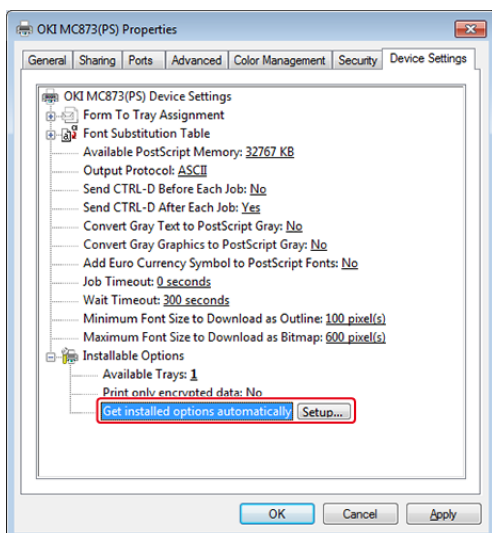 OKI MC873(PS) Properties
General Sharing Ports Advanced Color Management Security Device Settings
OKI MC873(PS) Device Settings
Form To Tray Assignment
Font Substitution Table
Available PostScript Memory: 32767 KB
Output Protocol: ASCII
Send CTRL-D Before Each Job: No
Send CTRL-D After Each Job: Yes
Convert Gray Text to PostScript Gray: No
Convert Gray Graphics to PostScript Gray: No
Add Euro Currency Symbol to PostScript Fonts: No
Job Timeout: 0 seconds
Wait Timeout: 300 seconds
Minimum Font Size to Download as Outline: 100 pixel(s)
Maximum Font Size to Download as Bitmap: 600 pixel(s)
Installable Options
Available Trays: 1
Print only encrypted data: No
Get installed options automatically Setup...
OK Cancel Apply